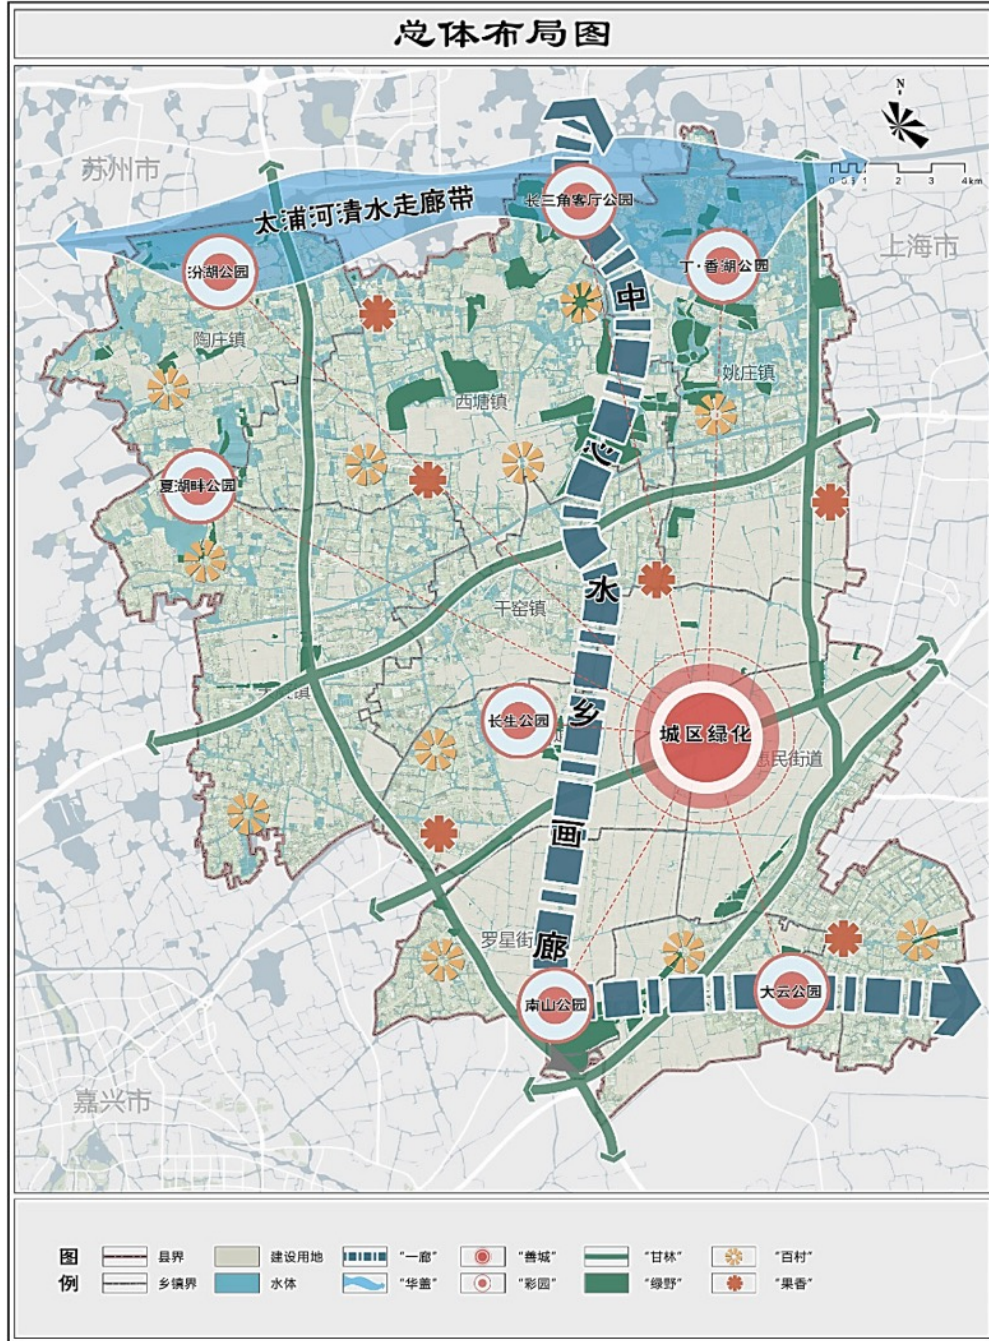 总体布局图
N
0 0.5 1 2 3 4km
苏州市
太浦河清水走廊带
长三角客厅公园
上海市
汾湖公园
丁·香湖公园
中
陶庄镇
姚庄镇
西塘镇
心
夏湖畔公园
水
干窑镇
乡
长生公园
城区绿化
惠民街道
画
罗星街
廊
南山公园
大云公园
嘉兴市
图例
县界
建设用地
"一廊"
"善城"
"甘林"
"百村"
乡镇界
水体
"华盖"
"彩园"
"绿野"
"果香"